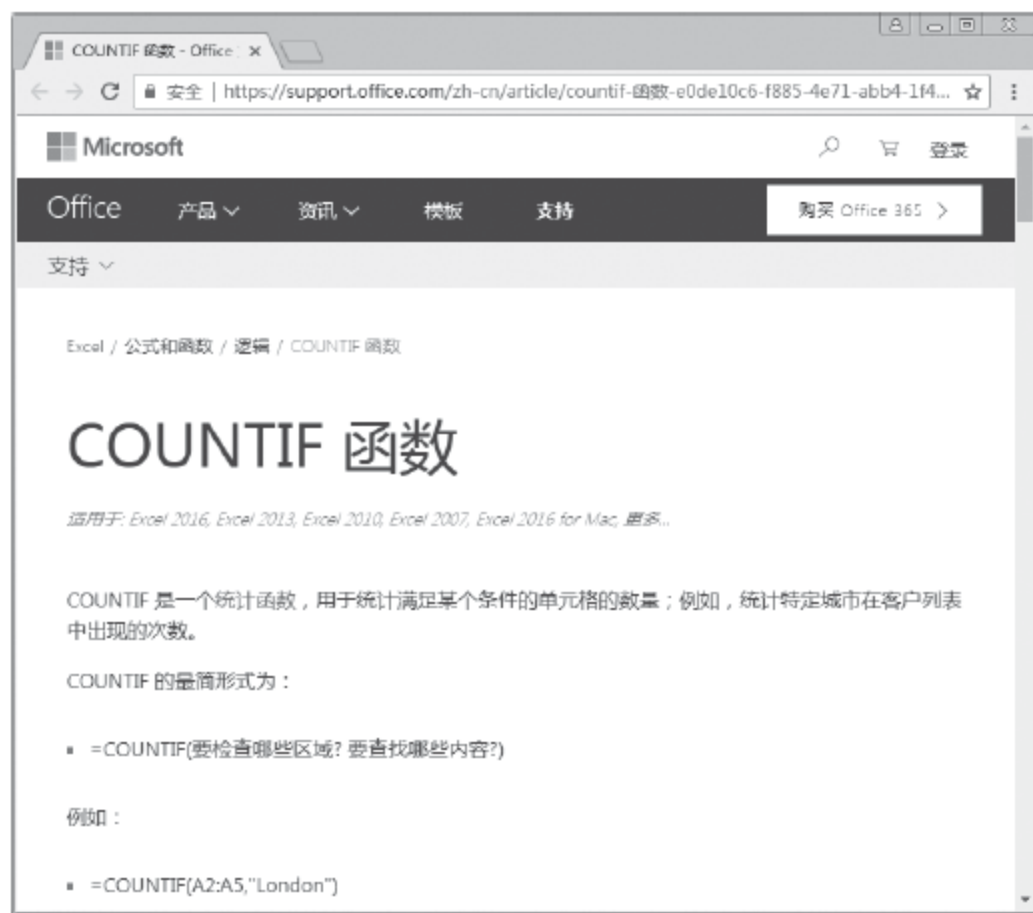 COUNTIF 函数 - Office
安全 | https://support.office.com/zh-cn/article/countif-函数-e0de10c6-f885-4e71-abb4-1f4...
Microsoft
登录
Office 产品 资讯 模板 支持 购买 Office 365
支持
Excel / 公式和函数 / 逻辑 / COUNTIF 函数
COUNTIF 函数
适用于: Excel 2016, Excel 2013, Excel 2010, Excel 2007, Excel 2016 for Mac, 更多...
COUNTIF 是一个统计函数，用于统计满足某个条件的单元格的数量；例如，统计特定城市在客户列表
中出现的次数。
COUNTIF 的最简形式为：
▪ =COUNTIF(要检查哪些区域? 要查找哪些内容?)
例如：
▪ =COUNTIF(A2:A5,"London")